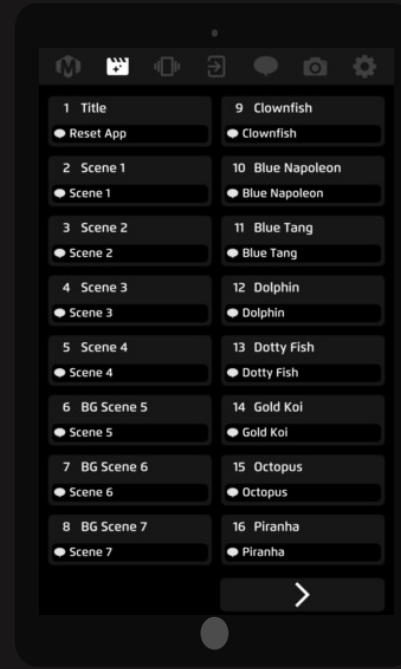 1 Title
Reset App
2 Scene 1
Scene 1
3 Scene 2
Scene 2
4 Scene 3
Scene 3
5 Scene 4
Scene 4
6 BG Scene 5
Scene 5
7 BG Scene 6
Scene 6
8 BG Scene 7
Scene 7
9 Clownfish
Clownfish
10 Blue Napoleon
Blue Napoleon
11 Blue Tang
Blue Tang
12 Dolphin
Dolphin
13 Dotty Fish
Dotty Fish
14 Gold Koi
Gold Koi
15 Octopus
Octopus
16 Piranha
Piranha